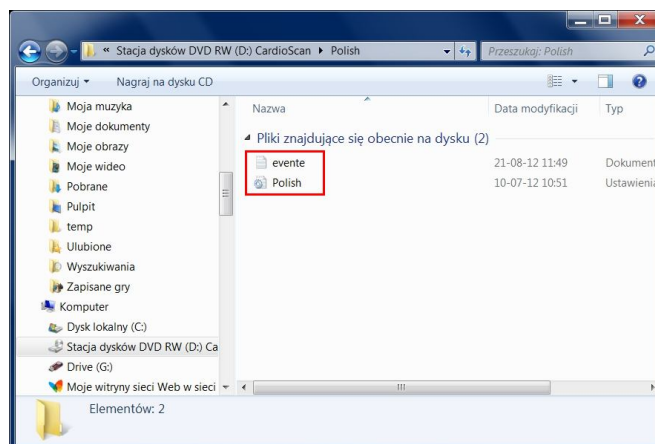 « Stacja dysków DVD RW (D:) CardioScan ▸ Polish
Przeszukaj: Polish
Organizuj
Nagraj na dysku CD
Moja muzyka
Moje dokumenty
Moje obrazy
Moje wideo
Pobrane
Pulpit
temp
Ulubione
Wyszukiwania
Zapisane gry
Komputer
Dysk lokalny (C:)
Stacja dysków DVD RW (D:) Ca
Drive (G:)
Moje witryny sieci Web w sieci
Nazwa Data modyfikacji Typ
Pliki znajdujące się obecnie na dysku (2)
evente 21-08-12 11:49 Dokument
Polish 10-07-12 10:51 Ustawienia
Elementów: 2